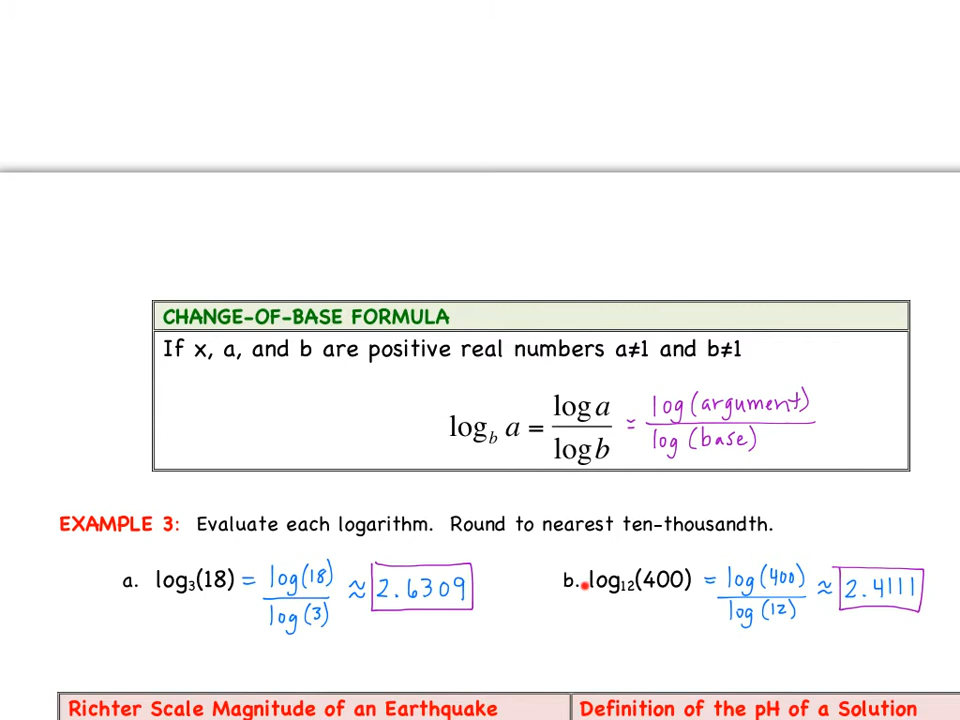 CHANGE-OF-BASE FORMULA
If x, a, and b are positive real numbers a≠1 and b≠1
log_b a = log a / log b = log(argument) / log(base)
EXAMPLE 3: Evaluate each logarithm. Round to nearest ten-thousandth.
a. log₃(18) = log(18) / log(3) ≈ 2.6309
b. log₁₂(400) = log(400) / log(12) ≈ 2.4111
Richter Scale Magnitude of an Earthquake
Definition of the pH of a Solution